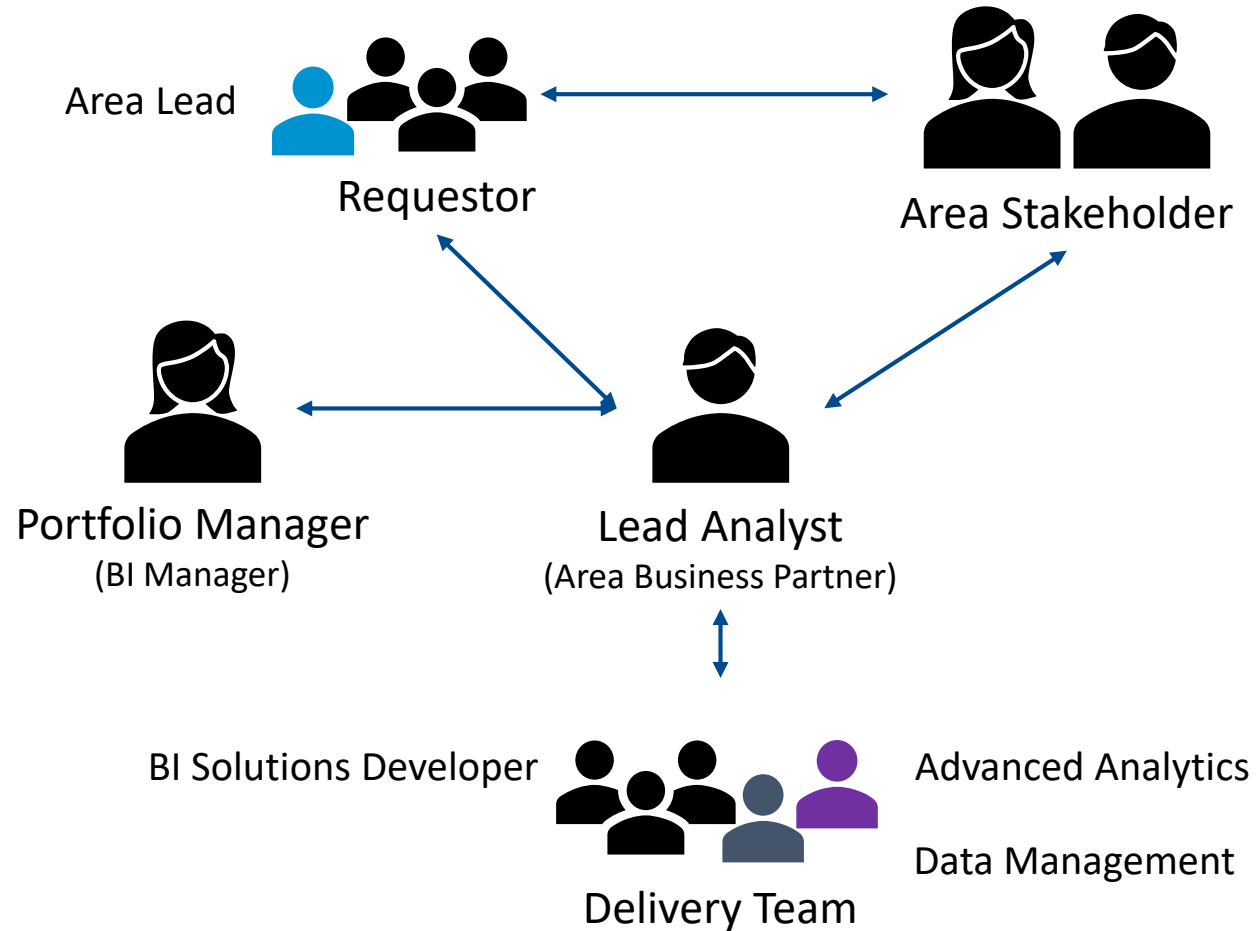 Area Lead
Requestor
Area Stakeholder
Portfolio Manager
(BI Manager)
Lead Analyst
(Area Business Partner)
BI Solutions Developer
Advanced Analytics
Data Management
Delivery Team